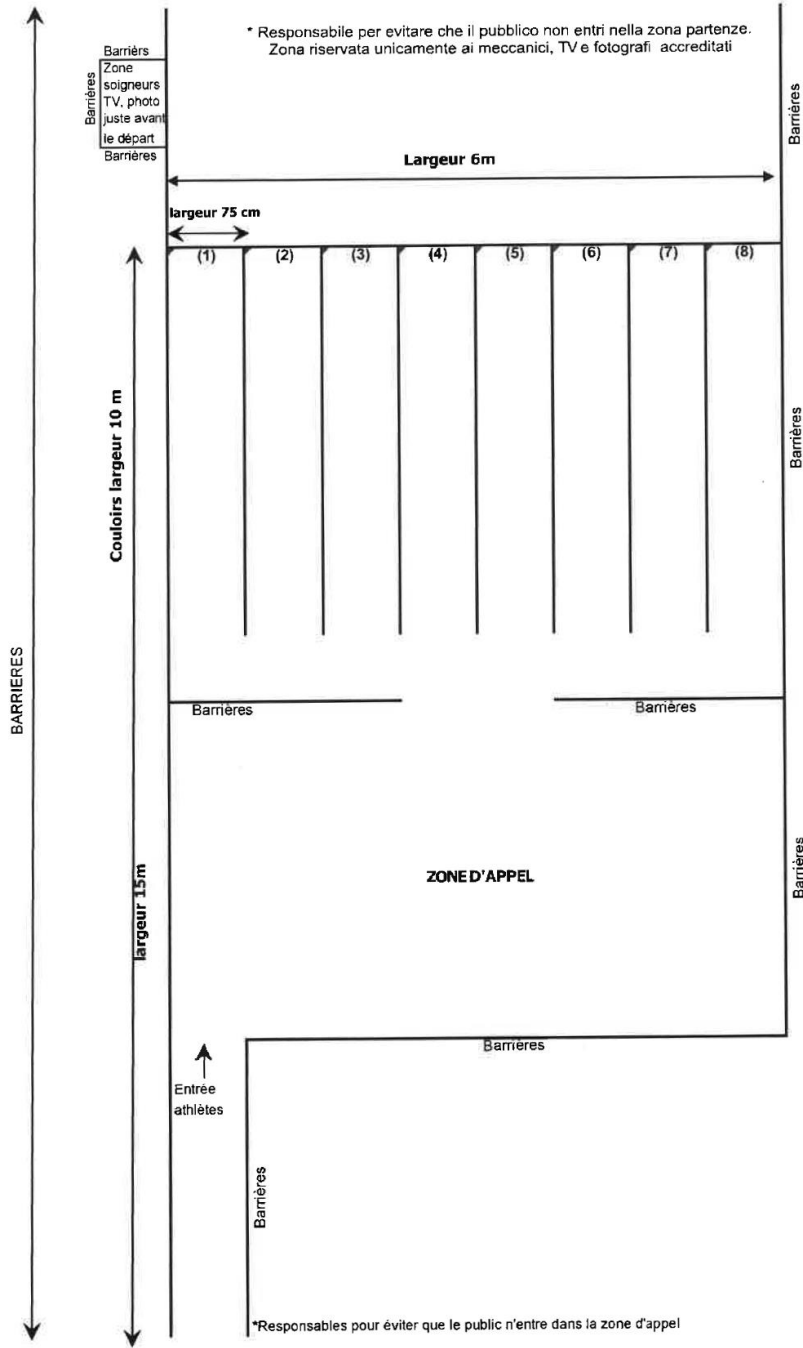 * Responsabile per evitare che il pubblico non entri nella zona partenze.
Zona riservata unicamente ai meccanici, TV e fotografi accreditati
Barrièrs
Barrières
Zone
soigneurs
TV, photo
juste avant
le départ
Barrières
Barrières
Largeur 6m
largeur 75 cm
(1) (2) (3) (4) (5) (6) (7) (8)
Couloirs largeur 10 m
Barrières
BARRIERES
Barrières
Barrières
largeur 15m
ZONE D'APPEL
Barrières
Barrières
Entrée
athlètes
Barrières
*Responsables pour éviter que le public n'entre dans la zone d'appel